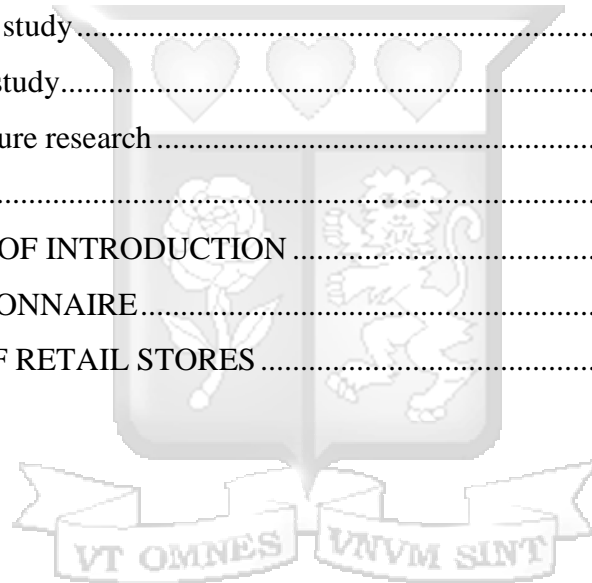 study ....................................................................
study.......................................................................
ure research ..........................................................
..............................................................................
OF INTRODUCTION ........................................
ONNAIRE............................................................
F RETAIL STORES ............................................
VT OMNES VNVM SINT